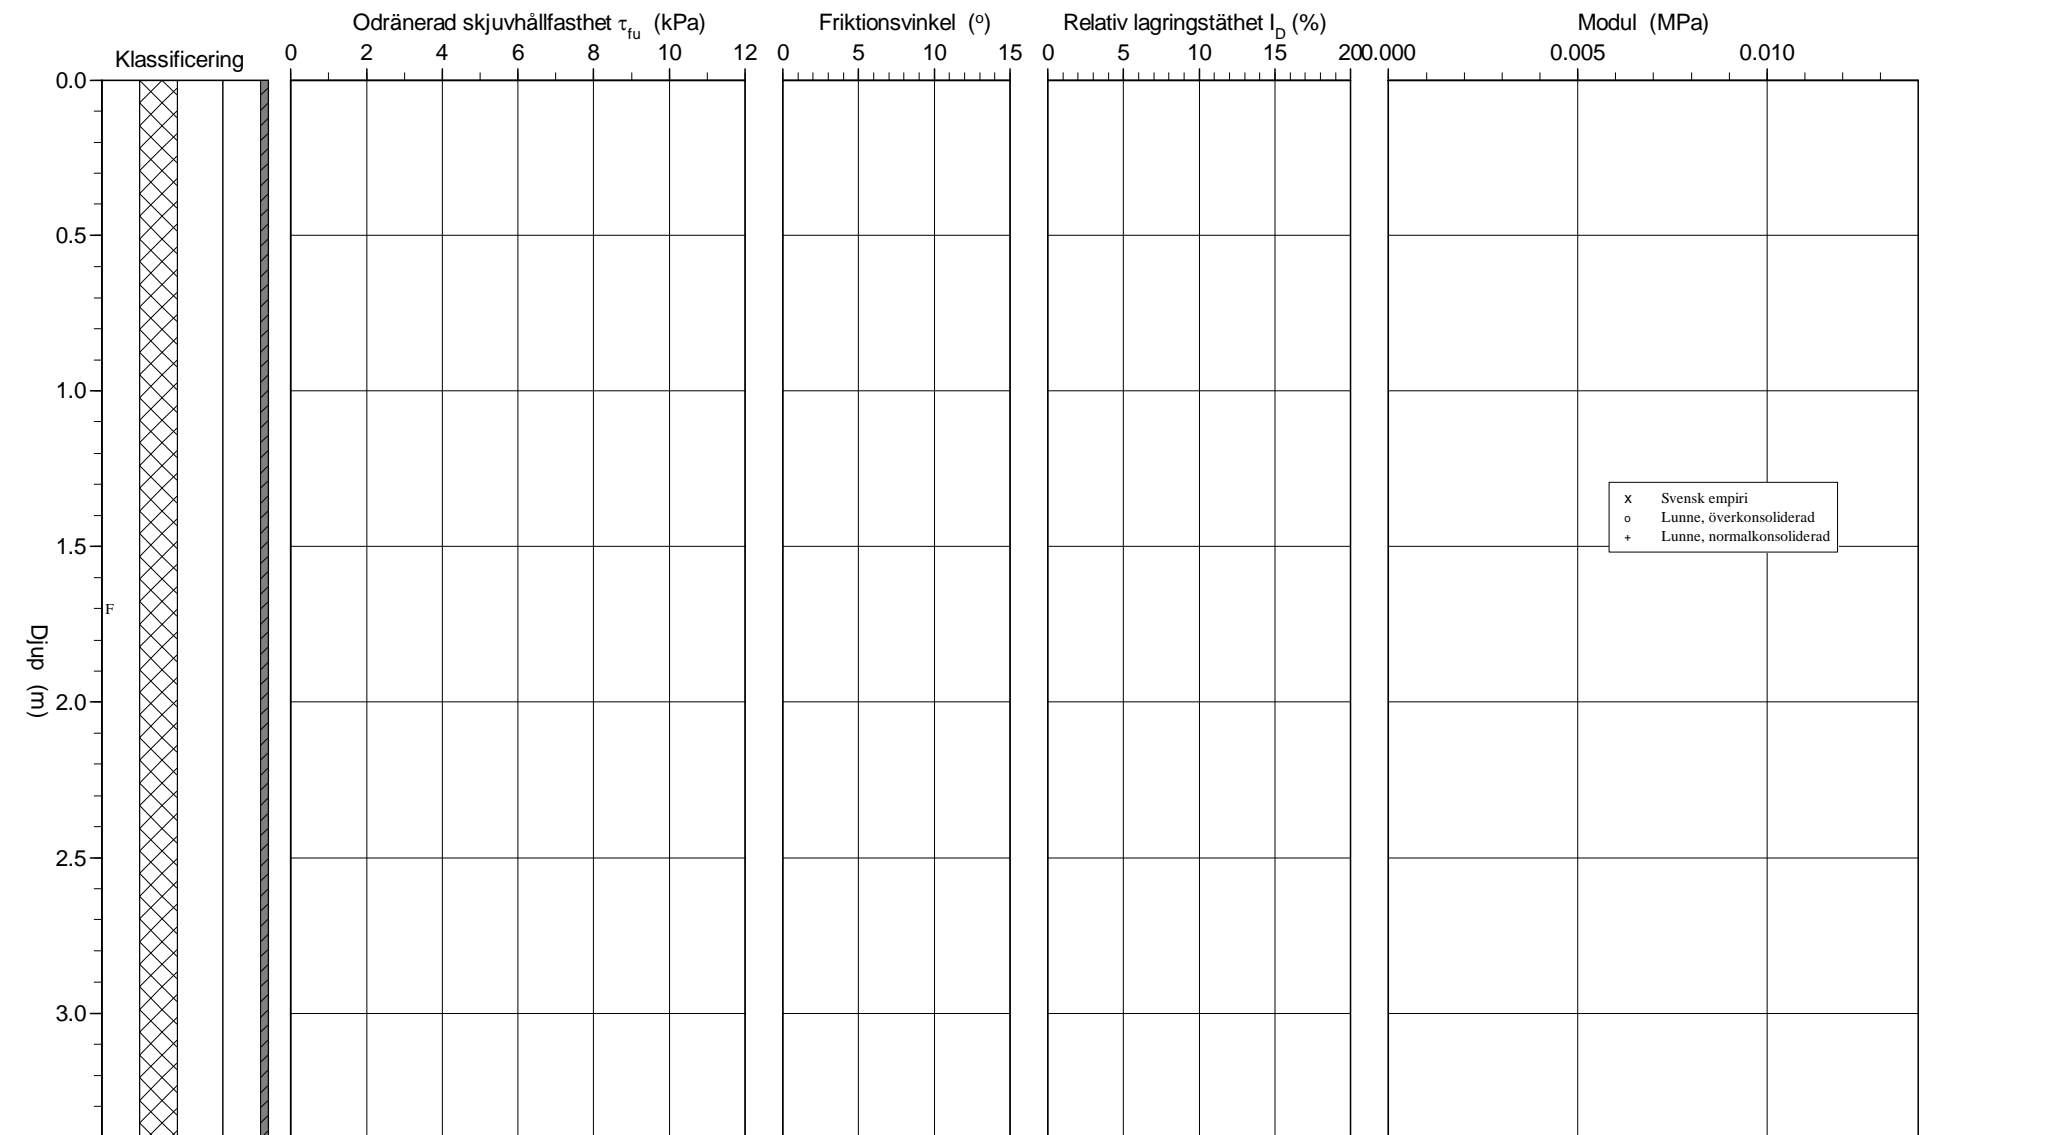 Odränerad skjuvhållfasthet τfu (kPa)
Friktionsvinkel (°)
Relativ lagringstäthet ID (%)
Modul (MPa)
Klassificering
0 2 4 6 8 10 12
0 5 10 15
0 5 10 15 20
0.000 0.005 0.010
0.0
0.5
1.0
1.5
2.0
2.5
3.0
Djup (m)
F
x Svensk empiri
o Lunne, överkonsoliderad
+ Lunne, normalkonsoliderad